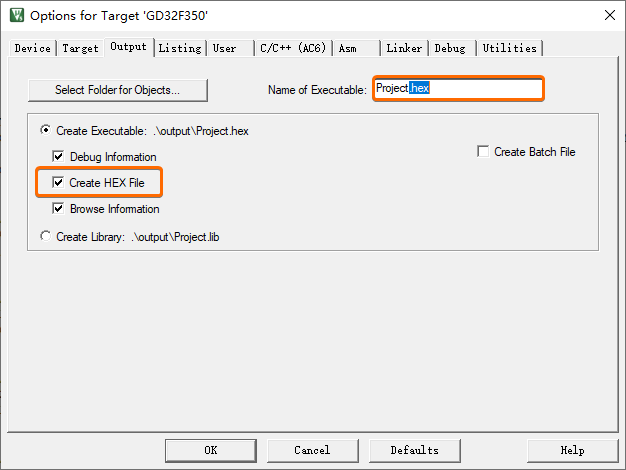 Options for Target 'GD32F350'
Device Target Output Listing User C/C++ (AC6) Asm Linker Debug Utilities
Select Folder for Objects... Name of Executable: Project.hex
Create Executable: .\output\Project.hex
Debug Information Create Batch File
Create HEX File
Browse Information
Create Library: .\output\Project.lib
OK Cancel Defaults Help